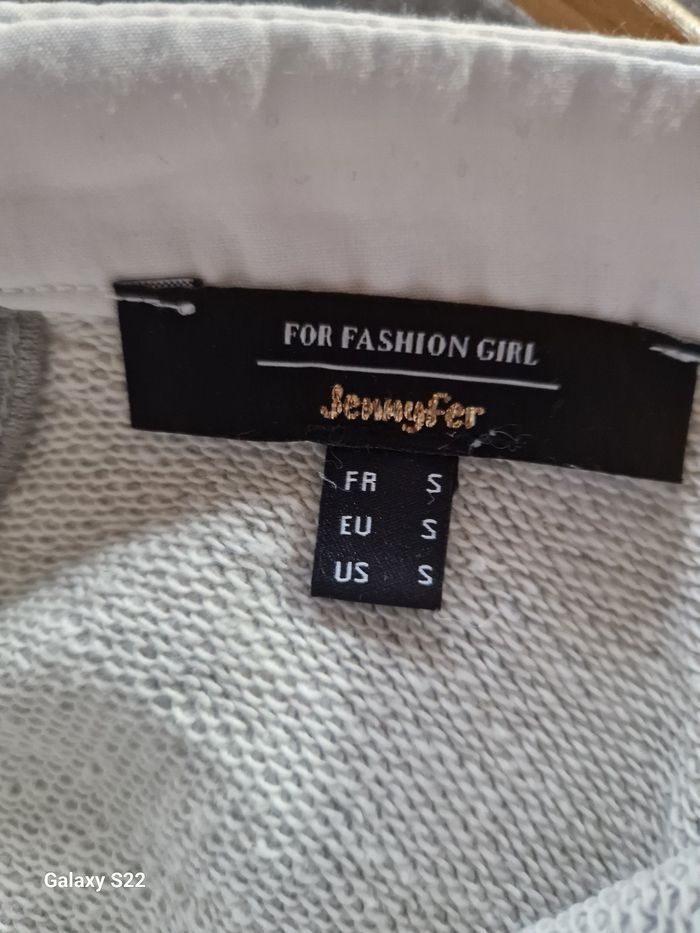 FOR FASHION GIRL
Jennyfer
FR S
EU S
US S
Galaxy S22